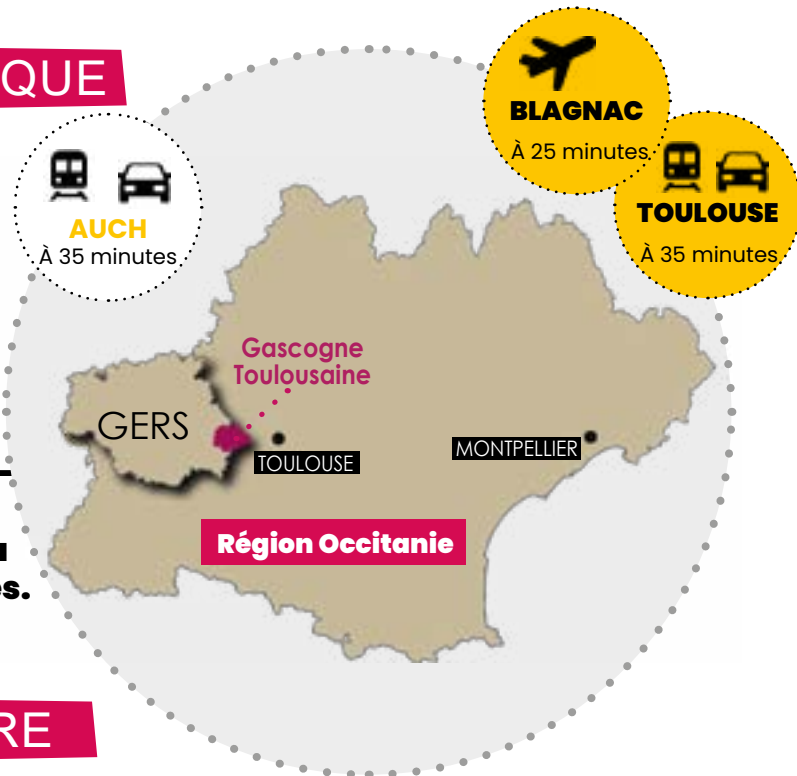 QUE
BLAGNAC
À 25 minutes
TOULOUSE
À 35 minutes
AUCH
À 35 minutes
Gascogne
Toulousaine
GERS
TOULOUSE
MONTPELLIER
Région Occitanie
s.
RE